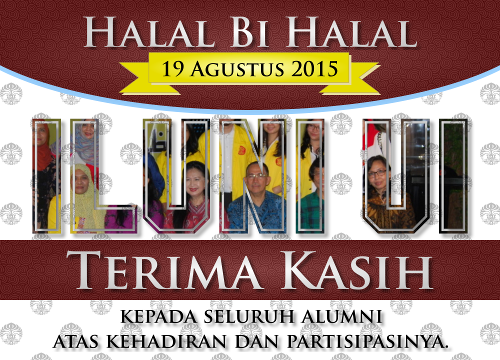 Halal Bi Halal
19 Agustus 2015
ILUNI UI
Terima Kasih
kepada seluruh alumni
atas kehadiran dan partisipasinya.